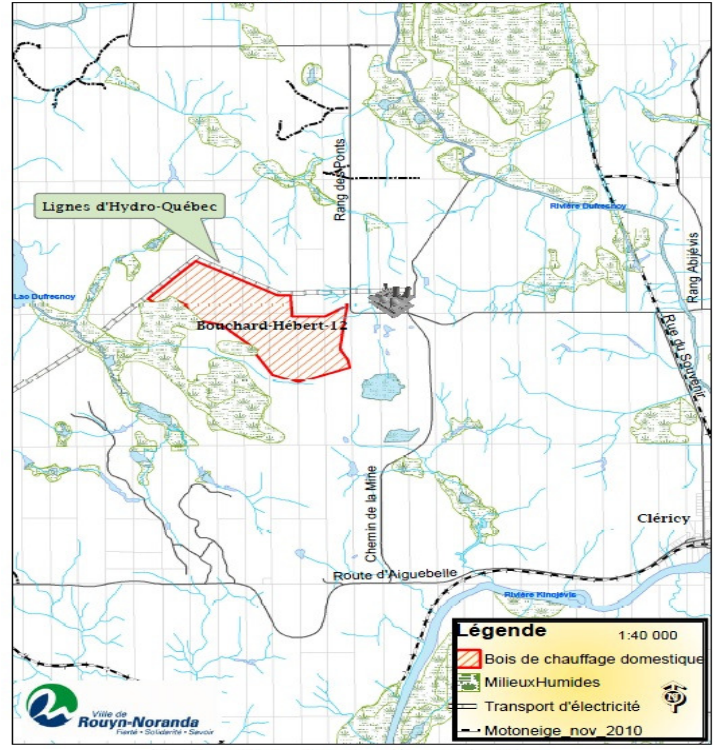 Rang des Ponts
Lignes d'Hydro-Québec
Rivière Dufresnoy
Rang Abiévis
Lac Dufresnoy
Bouchard-Hébert-12
Rue du Souvenir
Chemin de la Mine
Cléricy
Route d'Aiguebelle
Rivière Kinojévis
Légende 1:40 000
Bois de chauffage domestique
MilieuxHumides
Transport d'électricité
Motoneige_nov_2010
N
Ville de
Rouyn-Noranda
Fierté • Solidarité • Savoir